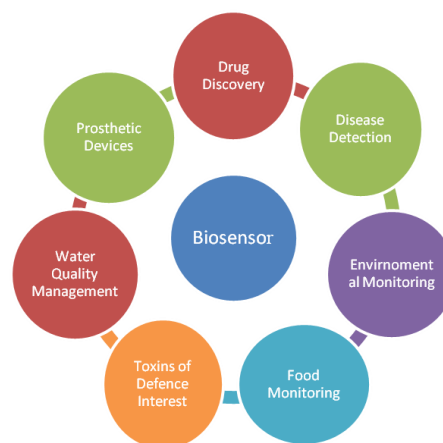 Drug
Discovery
Disease
Detection
Envirnoment
al Monitoring
Food
Monitoring
Toxins of
Defence
Interest
Water
Quality
Management
Prosthetic
Devices
Biosensor